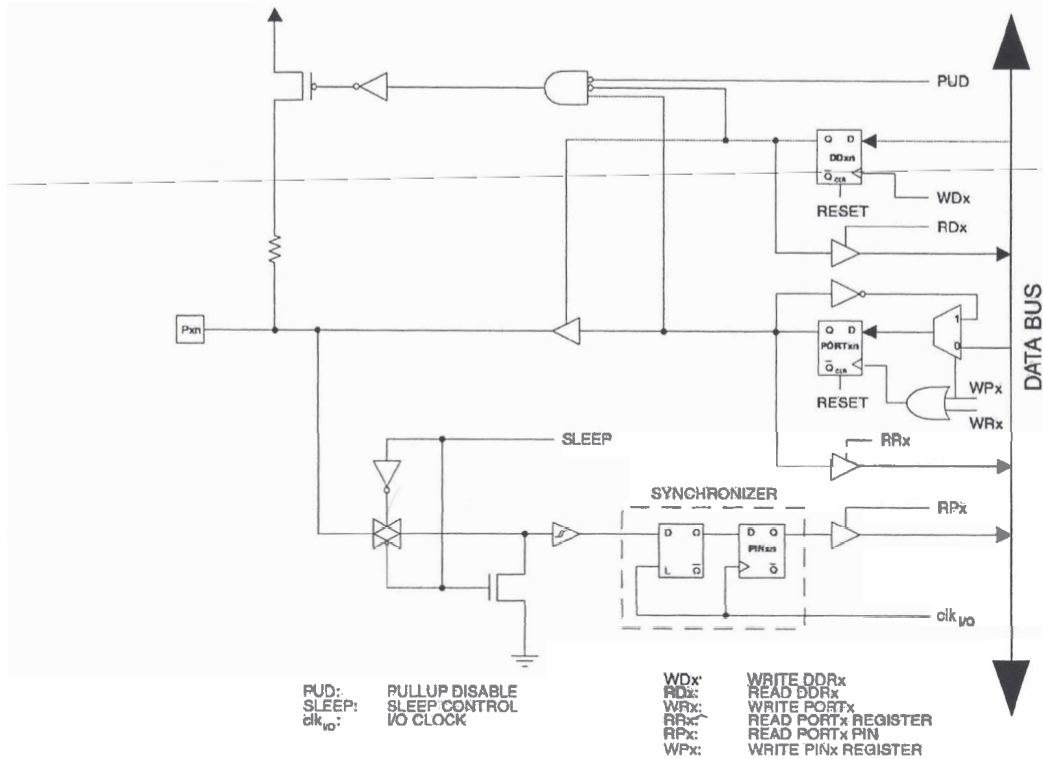 PUD
Q D
DDxn
Q CLR
WDx
RESET
RDx
Pxn
1
Q D
PORTxn
0
Q CLR
DATA BUS
WPx
RESET
WRx
SLEEP
RRx
SYNCHRONIZER
RPx
D Q
D Q
PINxn
L Q
Q
clk I/O
PUD: PULLUP DISABLE
SLEEP: SLEEP CONTROL
clk I/O: I/O CLOCK
WDx: WRITE DDRx
RDx: READ DDRx
WRx: WRITE PORTx
RRx: READ PORTx REGISTER
RPx: READ PORTx PIN
WPx: WRITE PINx REGISTER